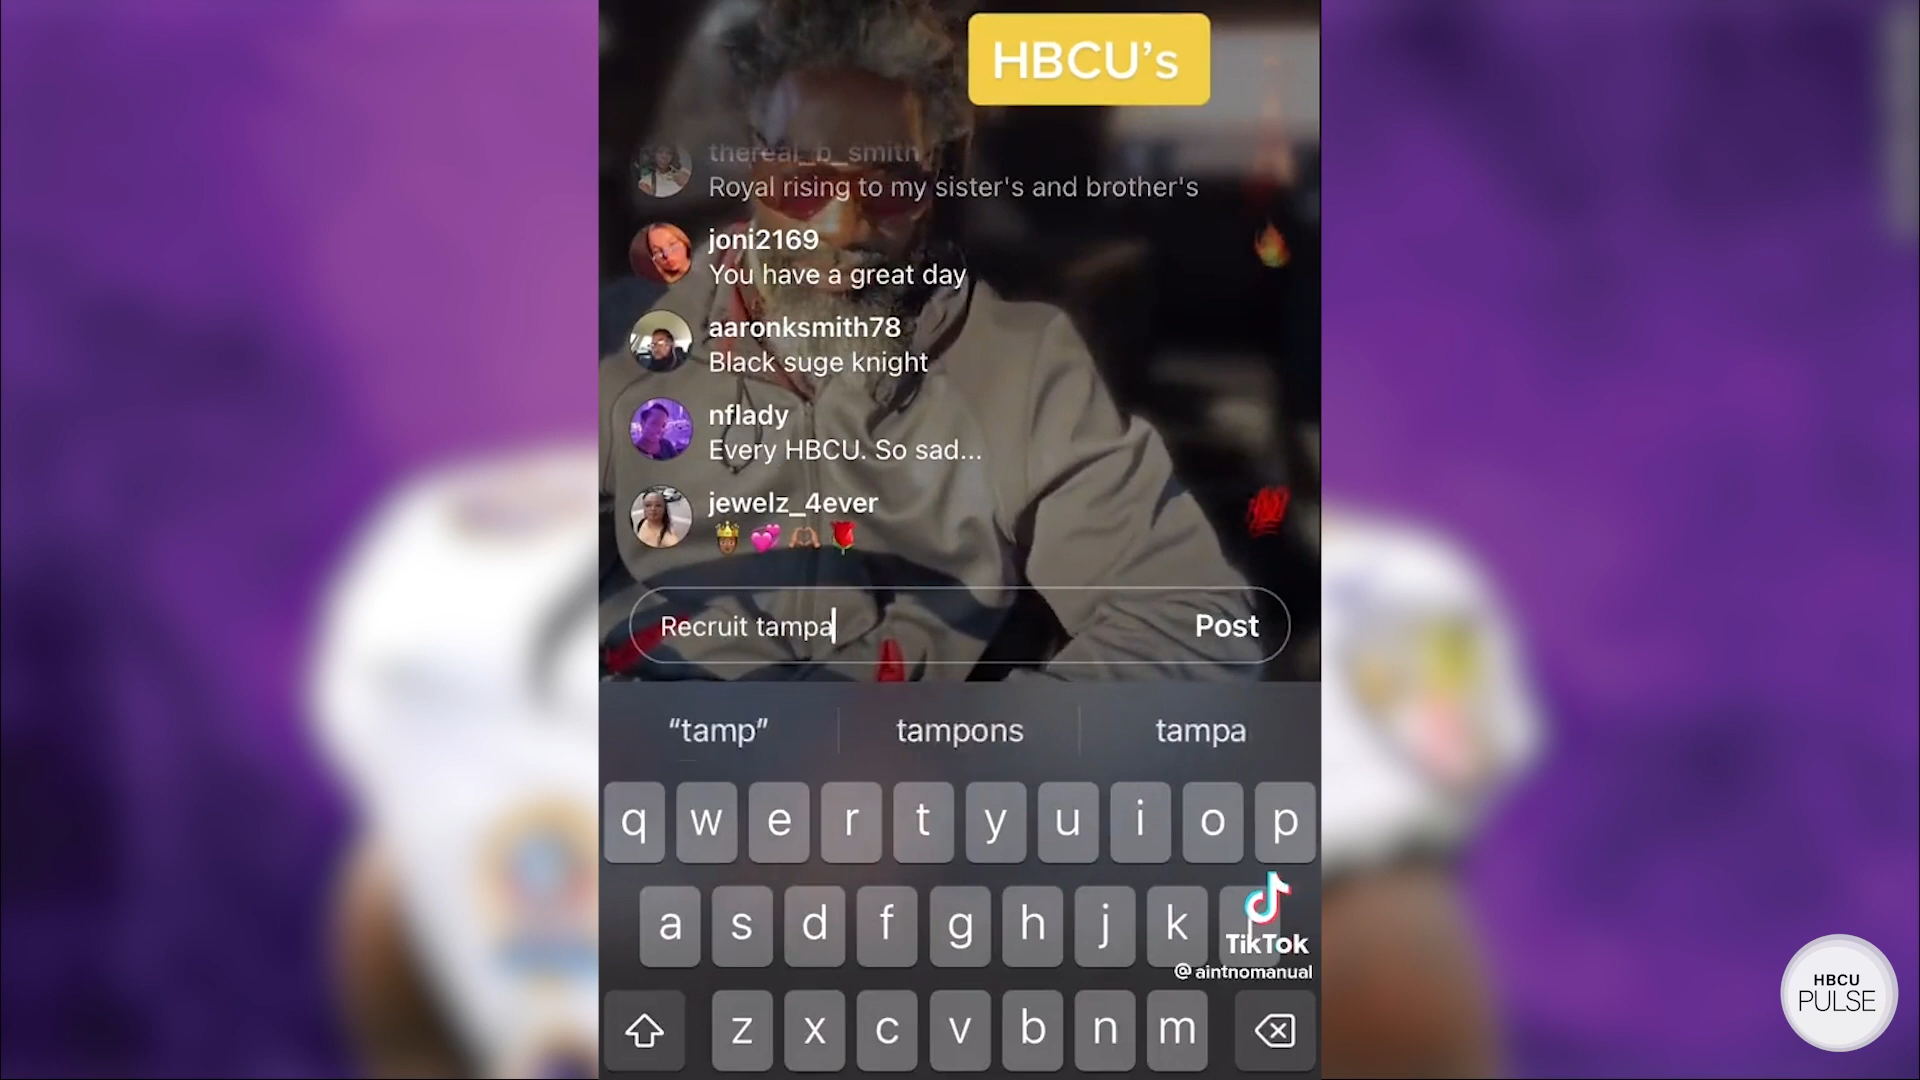 HBCU's
thereal_b_smith
Royal rising to my sister's and brother's
joni2169
You have a great day
aaronksmith78
Black suge knight
nflady
Every HBCU. So sad...
jewelz_4ever
Recruit tampa
Post
“tamp”
tampons
tampa
q w e r t y u i o p
a s d f g h j k l
z x c v b n m
TikTok
@aintnomanual
HBCU
PULSE